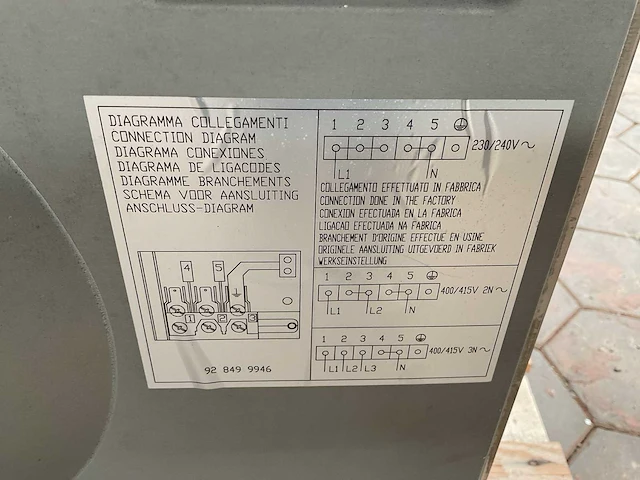 DIAGRAMMA COLLEGAMENTI
CONNECTION DIAGRAM
DIAGRAMA CONEXIONES
DIAGRAMA DE LIGACODES
DIAGRAMME BRANCHEMENTS
SCHEMA VOOR AANSLUITING
ANSCHLUSS-DIAGRAM
4 5
1 2 3
92 849 9946
1 2 3 4 5
230/240V ~
L1 N
COLLEGAMENTO EFFETTUATO IN FABBRICA
CONNECTION DONE IN THE FACTORY
CONEXION EFECTUADA EN LA FABRICA
LIGACAO EFECTUADA NA FABRICA
BRANCHEMENT D'ORIGINE EFFECTUE EN USINE
ORIGINELE AANSLUITING UITGEVOERD IN FABRIEK
WERKSEINSTELLUNG
1 2 3 4 5
400/415V 2N ~
L1 L2 N
1 2 3 4 5
400/415V 3N ~
L1 L2 L3 N